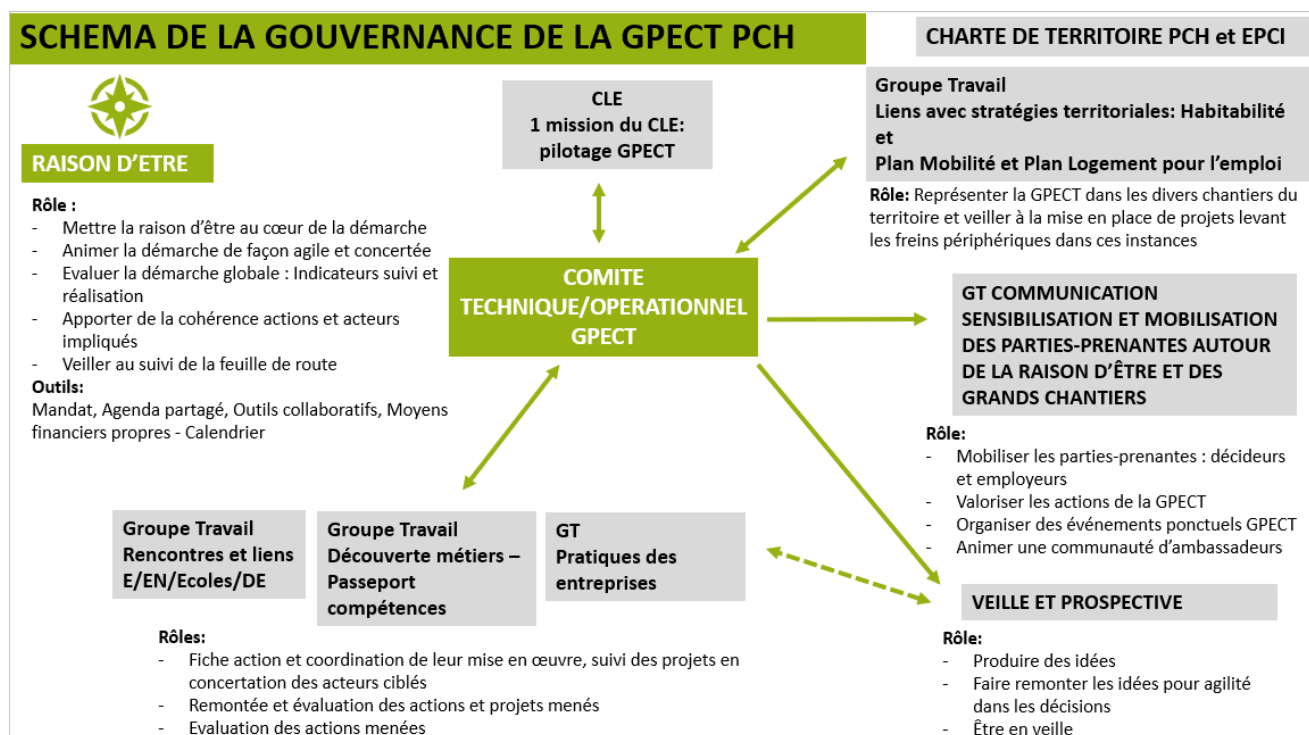 SCHEMA DE LA GOUVERNANCE DE LA GPECT PCH
CHARTE DE TERRITOIRE PCH et EPCI
RAISON D'ETRE
Rôle :
- Mettre la raison d'être au cœur de la démarche
- Animer la démarche de façon agile et concertée
- Evaluer la démarche globale : Indicateurs suivi et
réalisation
- Apporter de la cohérence actions et acteurs
impliqués
- Veiller au suivi de la feuille de route
Outils:
Mandat, Agenda partagé, Outils collaboratifs, Moyens
financiers propres - Calendrier
CLE
1 mission du CLE:
pilotage GPECT
Groupe Travail
Liens avec stratégies territoriales: Habitabilité
et
Plan Mobilité et Plan Logement pour l'emploi
Rôle: Représenter la GPECT dans les divers chantiers du
territoire et veiller à la mise en place de projets levant
les freins périphériques dans ces instances
COMITE
TECHNIQUE/OPERATIONNEL
GPECT
GT COMMUNICATION
SENSIBILISATION ET MOBILISATION
DES PARTIES-PRENANTES AUTOUR
DE LA RAISON D'ÊTRE ET DES
GRANDS CHANTIERS
Rôle:
- Mobiliser les parties-prenantes : décideurs
et employeurs
- Valoriser les actions de la GPECT
- Organiser des événements ponctuels GPECT
- Animer une communauté d'ambassadeurs
Groupe Travail
Rencontres et liens
E/EN/Ecoles/DE
Groupe Travail
Découverte métiers –
Passeport
compétences
GT
Pratiques des
entreprises
Rôles:
- Fiche action et coordination de leur mise en œuvre, suivi des projets en
concertation des acteurs ciblés
- Remontée et évaluation des actions et projets menés
- Evaluation des actions menées
VEILLE ET PROSPECTIVE
Rôle:
- Produire des idées
- Faire remonter les idées pour agilité
dans les décisions
- Être en veille